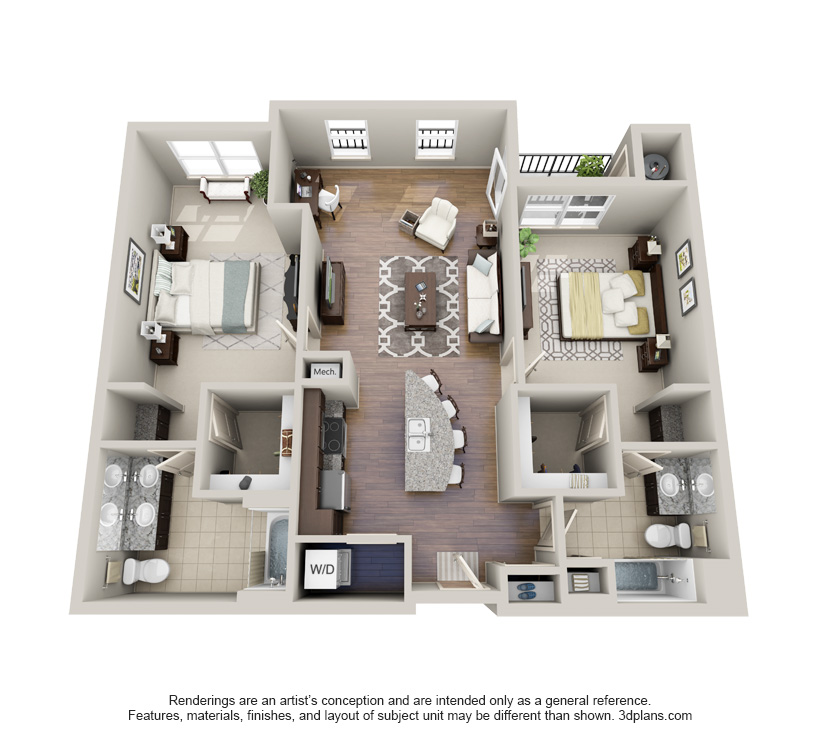 Mech.
W/D
Renderings are an artist's conception and are intended only as a general reference.
Features, materials, finishes, and layout of subject unit may be different than shown. 3dplans.com